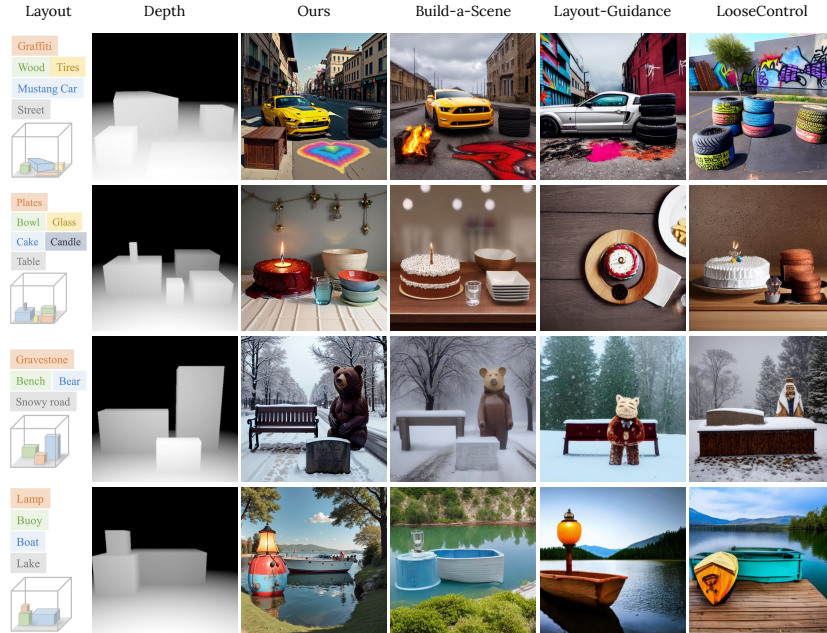 Layout Depth Ours Build-a-Scene Layout-Guidance LooseControl
Graffiti
Wood Tires
Mustang Car
Street
Plates
Bowl Glass
Cake Candle
Table
Gravestone
Bench Bear
Snowy road
Lamp
Buoy
Boat
Lake